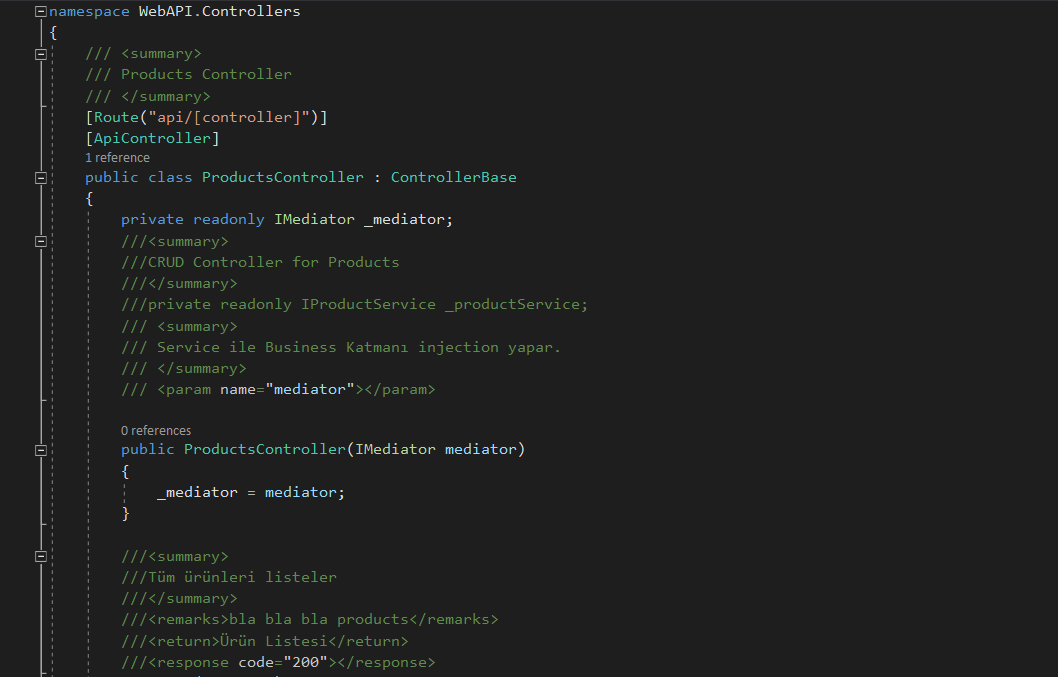 namespace WebAPI.Controllers
{
/// <summary>
/// Products Controller
/// </summary>
[Route("api/[controller]")]
[ApiController]
1 reference
public class ProductsController : ControllerBase
{
private readonly IMediator _mediator;
///<summary>
///CRUD Controller for Products
///</summary>
///private readonly IProductService _productService;
/// <summary>
/// Service ile Business Katmanı injection yapar.
/// </summary>
/// <param name="mediator"></param>
0 references
public ProductsController(IMediator mediator)
{
_mediator = mediator;
}
///<summary>
///Tüm ürünleri listeler
///</summary>
///<remarks>bla bla bla products</remarks>
///<return>Ürün Listesi</return>
///<response code="200"></response>